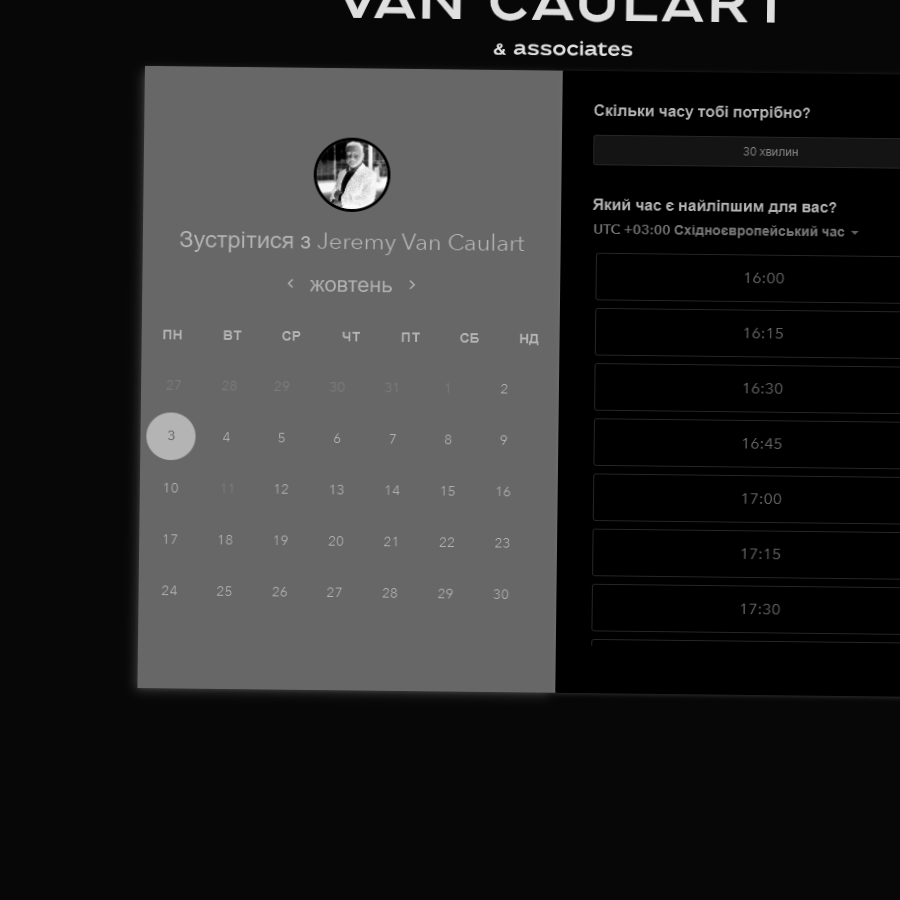 VAN CAULART
& associates
Зустрітися з Jeremy Van Caulart
жовтень
ПН ВТ СР ЧТ ПТ СБ НД
27 28 29 30 31 1 2
3 4 5 6 7 8 9
10 11 12 13 14 15 16
17 18 19 20 21 22 23
24 25 26 27 28 29 30
Скільки часу тобі потрібно?
30 хвилин
Який час є найліпшим для вас?
UTC +03:00 Східноєвропейський час
16:00
16:15
16:30
16:45
17:00
17:15
17:30